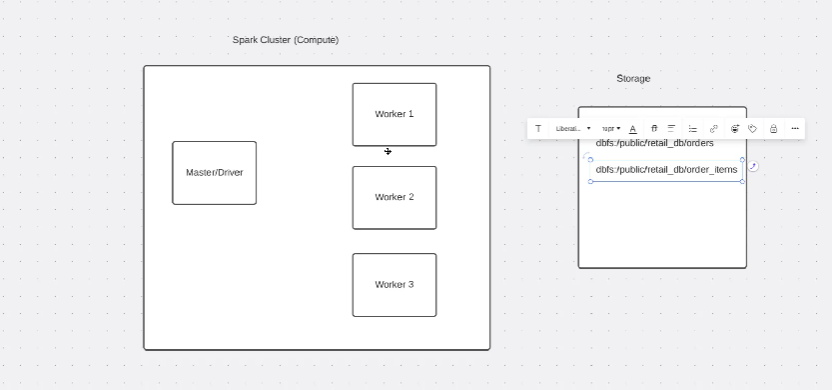 Spark Cluster (Compute)
Storage
Worker 1
Master/Driver
Worker 2
Worker 3
Liberati...
T
A
dbfs:/public/retail_db/orders
dbfs:/public/retail_db/order_items